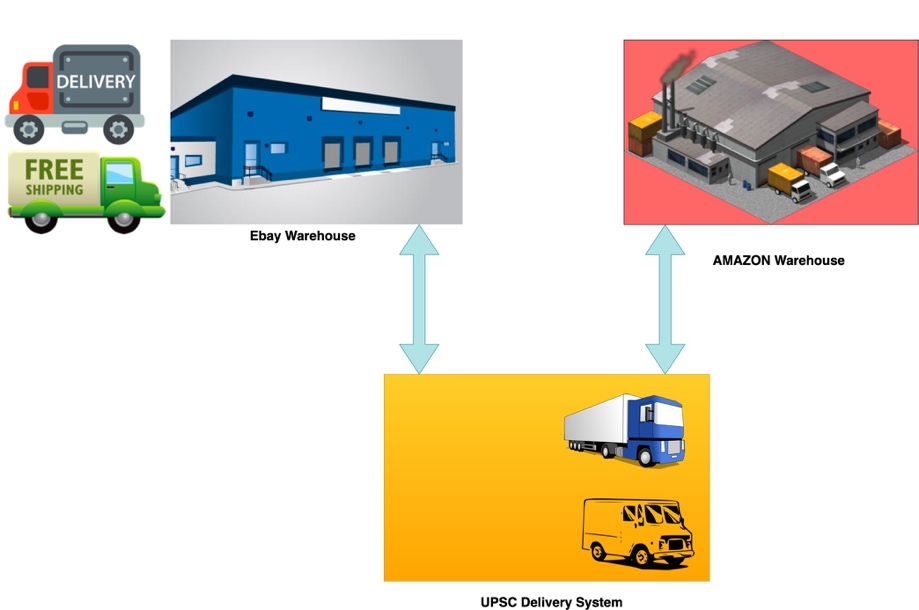 DELIVERY
FREE
SHIPPING
Ebay Warehouse
AMAZON Warehouse
UPSC Delivery System